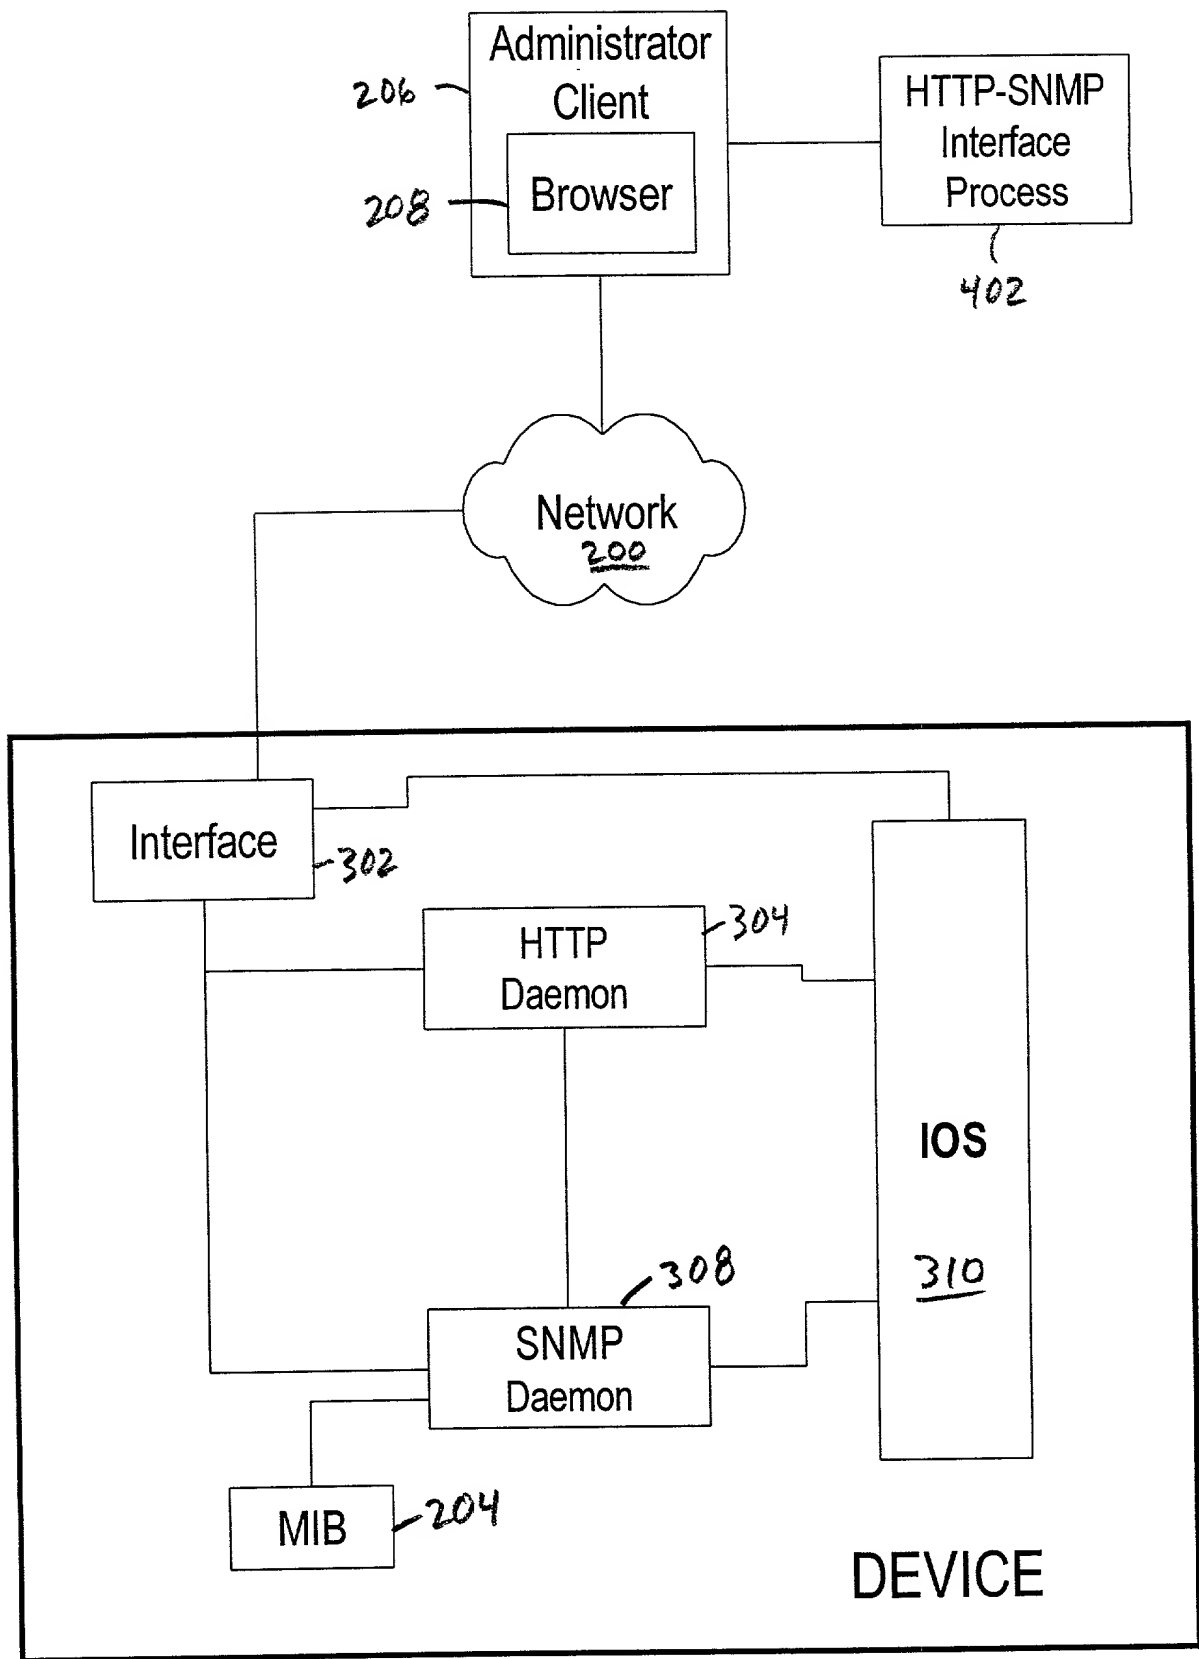 Administrator
Client
206
Browser
208
HTTP-SNMP
Interface
Process
402
Network
200
Interface
302
HTTP
Daemon
304
IOS
310
308
SNMP
Daemon
MIB
204
DEVICE